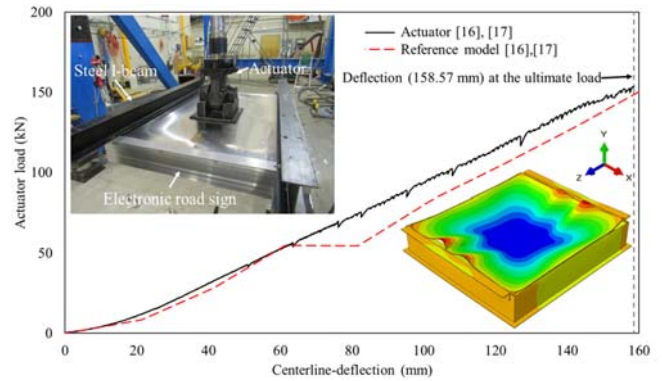 200
150
100
50
0
Actuator load (kN)
Actuator [16], [17]
Reference model [16],[17]
Deflection (158.57 mm) at the ultimate load
Steel I-beam
Actuator
Electronic road sign
Y
Z
X
0
20
40
60
80
100
120
140
160
Centerline-deflection (mm)